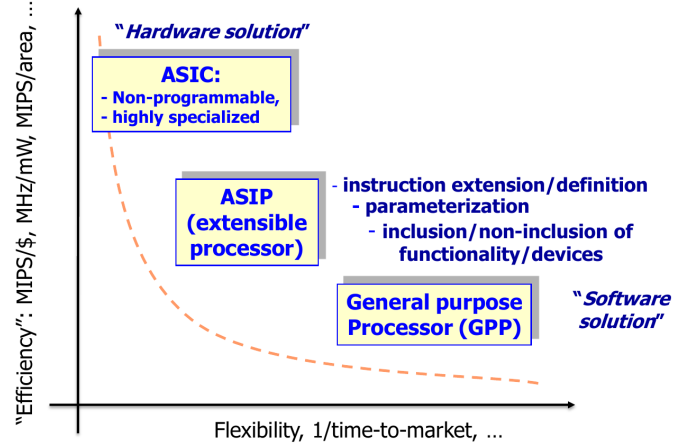 "Efficiency": MIPS/$, MHz/mW, MIPS/area, ...
"Hardware solution"
ASIC:
- Non-programmable,
- highly specialized
ASIP
(extensible
processor)
- instruction extension/definition
- parameterization
- inclusion/non-inclusion of
functionality/devices
General purpose
Processor (GPP)
"Software
solution"
Flexibility, 1/time-to-market, ...